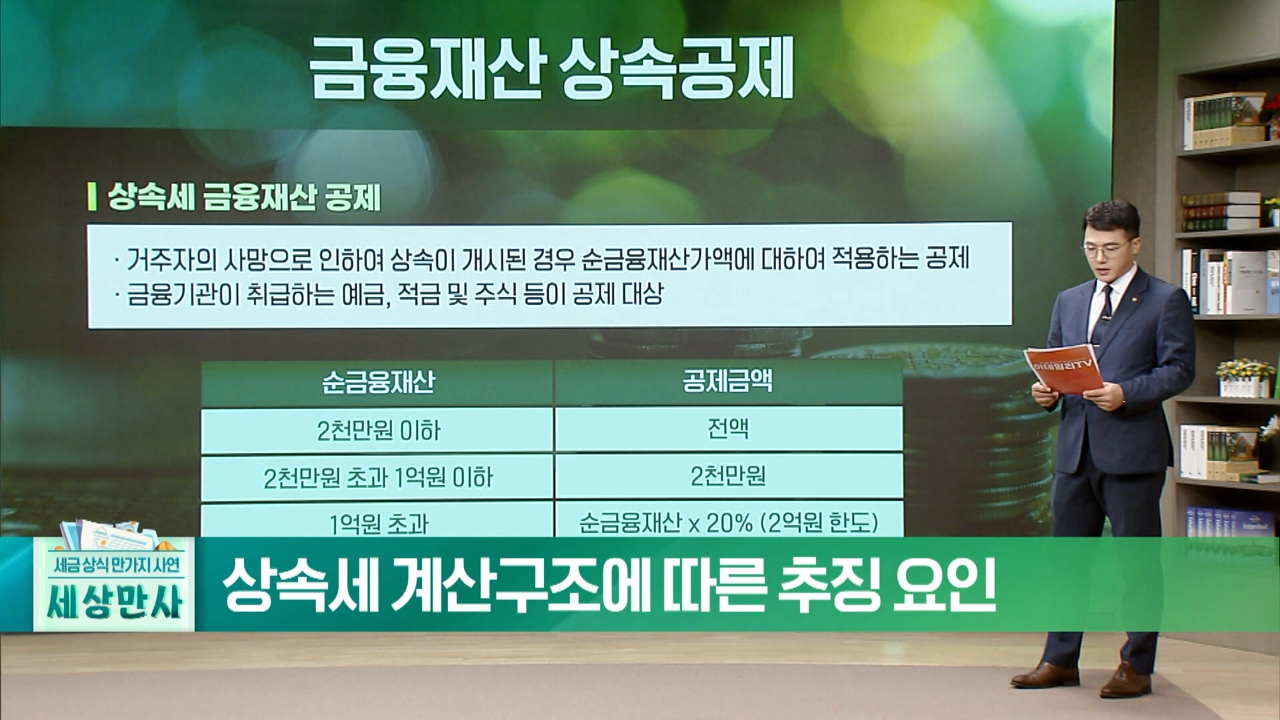 금융재산 상속공제
상속세 금융재산 공제
· 거주자의 사망으로 인하여 상속이 개시된 경우 순금융재산가액에 대하여 적용하는 공제
· 금융기관이 취급하는 예금, 적금 및 주식 등이 공제 대상
순금융재산 공제금액
2천만원 이하 전액
2천만원 초과 1억원 이하 2천만원
1억원 초과 순금융재산 x 20% (2억원 한도)
이데일리TV
세금 상식 만가지 사연
세상만사
상속세 계산구조에 따른 추징 요인